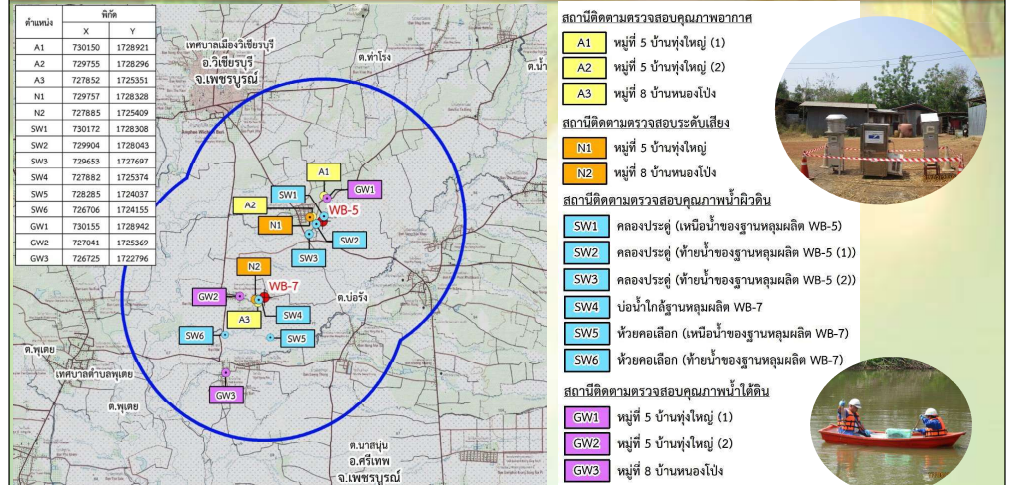 ตำแหน่ง พิกัด
X Y
A1 730150 1728921
A2 729755 1728296
A3 727852 1725351
N1 729757 1728328
N2 727885 1725409
SW1 730172 1728308
SW2 729904 1728043
SW3 729653 1727697
SW4 727882 1725374
SW5 728285 1724037
SW6 726706 1724155
GW1 730155 1728942
GW2 727041 1725369
GW3 726725 1722796
เทศบาลเมืองวิเชียรบุรี
อ.วิเชียรบุรี
จ.เพชรบูรณ์
ต.ท่าโรง
ต.น้ำ
A1
SW1
GW1
A2
WB-5
N1
SW2
SW3
N2
WB-7
GW2
ต.บ่อรัง
A3
SW4
SW6
SW5
ต.พุเตย
เทศบาลตำบลพุเตย
GW3
ต.พุเตย
ต.นาสนุ่น
อ.ศรีเทพ
จ.เพชรบูรณ์
สถานีติดตามตรวจสอบคุณภาพอากาศ
A1 หมู่ที่ 5 บ้านทุ่งใหญ่ (1)
A2 หมู่ที่ 5 บ้านทุ่งใหญ่ (2)
A3 หมู่ที่ 8 บ้านหนองโป่ง
สถานีติดตามตรวจสอบระดับเสียง
N1 หมู่ที่ 5 บ้านทุ่งใหญ่
N2 หมู่ที่ 8 บ้านหนองโป่ง
สถานีติดตามตรวจสอบคุณภาพน้ำผิวดิน
SW1 คลองประดู่ (เหนือน้ำของฐานหลุมผลิต WB-5)
SW2 คลองประดู่ (ท้ายน้ำของฐานหลุมผลิต WB-5 (1))
SW3 คลองประดู่ (ท้ายน้ำของฐานหลุมผลิต WB-5 (2))
SW4 บ่อน้ำใกล้ฐานหลุมผลิต WB-7
SW5 ห้วยคอเลือก (เหนือน้ำของฐานหลุมผลิต WB-7)
SW6 ห้วยคอเลือก (ท้ายน้ำของฐานหลุมผลิต WB-7)
สถานีติดตามตรวจสอบคุณภาพน้ำใต้ดิน
GW1 หมู่ที่ 5 บ้านทุ่งใหญ่ (1)
GW2 หมู่ที่ 5 บ้านทุ่งใหญ่ (2)
GW3 หมู่ที่ 8 บ้านหนองโป่ง